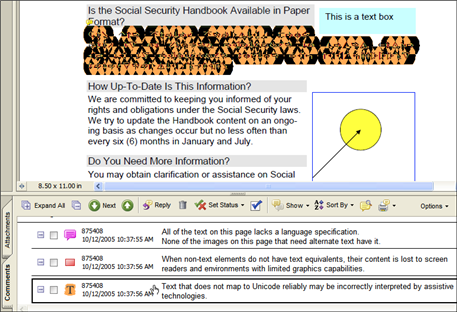 Is the Social Security Handbook Available in Paper
Format?
This is a text box
How Up-To-Date Is This Information?
We are committed to keeping you informed of your
rights and obligations under the Social Security laws.
We try to update the Handbook content on an ongo-
ing basis as changes occur but no less often than
every six (6) months in January and July.
Do You Need More Information?
You may obtain clarification or assistance on Social
8.50 x 11.00 in
Expand All
Next
Reply
Set Status
Show
Sort By
Options
Attachments
Comments
875408
10/12/2005 10:37:55 AM
All of the text on this page lacks a language specification.
None of the images on this page that need alternate text have it.
875408
10/12/2005 10:37:56 AM
When non-text elements do not have text equivalents, their content is lost to screen
readers and environments with limited graphics capabilities.
T
875408
10/12/2005 10:37:56 AM
Text that does not map to Unicode reliably may be incorrectly interpreted by assistive
technologies.